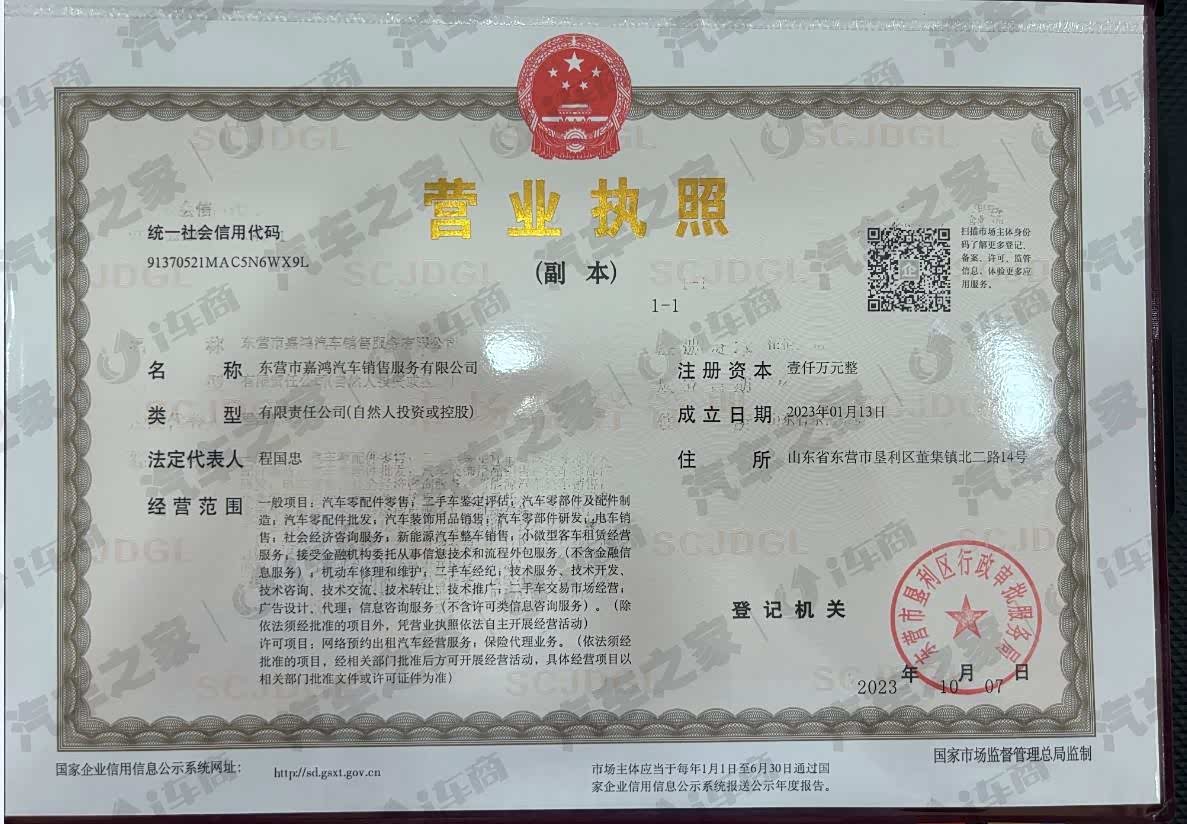 营业执照
(副 本)
1-1
统一社会信用代码
91370521MAC5N6WX9L
扫描市场主体身份
码了解更多登记、
备案、许可、监管
信息、体验更多应
用服务。
名 称 东营市嘉鸿汽车销售服务有限公司
类 型 有限责任公司(自然人投资或控股)
法定代表人 程国忠
经营范围 一般项目：汽车零配件零售；二手车鉴定评估；汽车零部件及配件制
造；汽车零配件批发；汽车装饰用品销售；汽车零部件研发；电车销
售；社会经济咨询服务；新能源汽车整车销售；小微型客车租赁经营
服务；接受金融机构委托从事信息技术和流程外包服务（不含金融信
息服务）；机动车修理和维护；二手车经纪；技术服务、技术开发、
技术咨询、技术交流、技术转让、技术推广；二手车交易市场经营；
广告设计、代理；信息咨询服务（不含许可类信息咨询服务）。（除
依法须经批准的项目外，凭营业执照依法自主开展经营活动）
许可项目：网络预约出租汽车经营服务；保险代理业务。（依法须经
批准的项目，经相关部门批准后方可开展经营活动，具体经营项目以
相关部门批准文件或许可证件为准）
注册资本 壹仟万元整
成立日期 2023年01月13日
住 所 山东省东营市垦利区董集镇北二路14号
登记机关
东营市垦利区行政审批服务局
2023 年 10 月 07 日
国家企业信用信息公示系统网址： http://sd.gsxt.gov.cn
市场主体应当于每年1月1日至6月30日通过国
家企业信用信息公示系统报送公示年度报告。
国家市场监督管理总局监制
SCJDGL
汽车之家
i车商